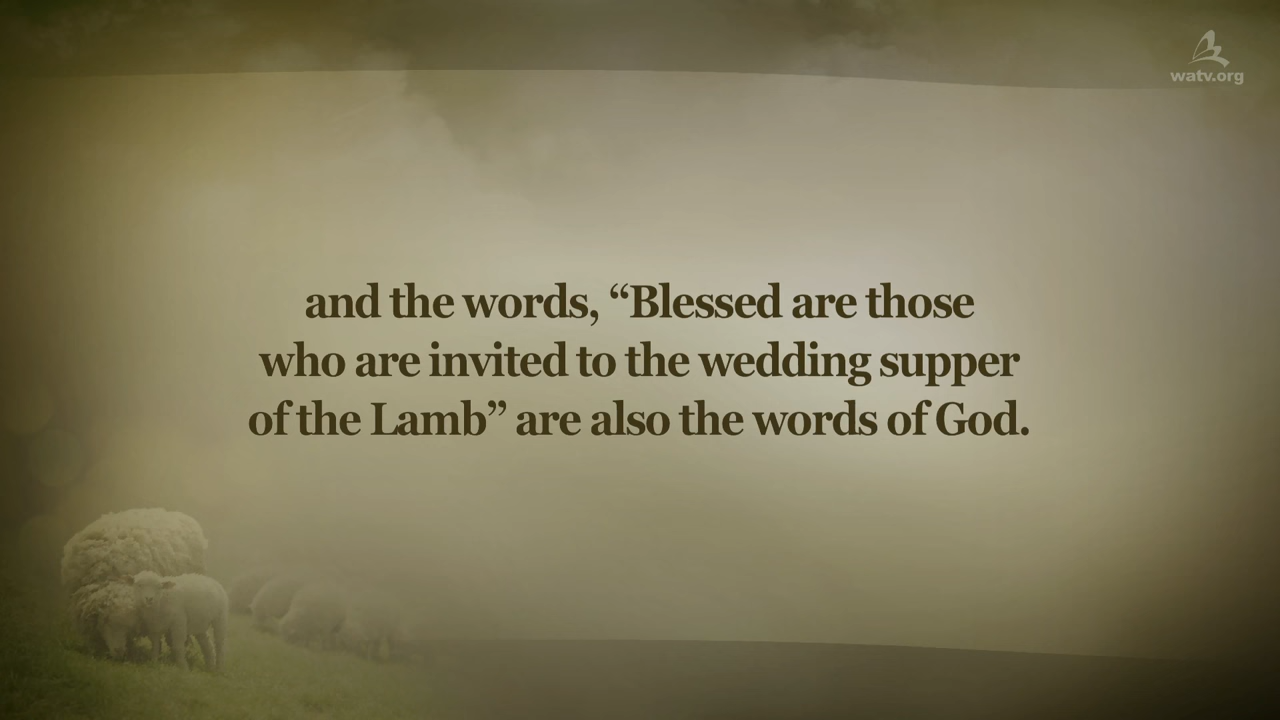 watv.org
and the words, “Blessed are those
who are invited to the wedding supper
of the Lamb” are also the words of God.